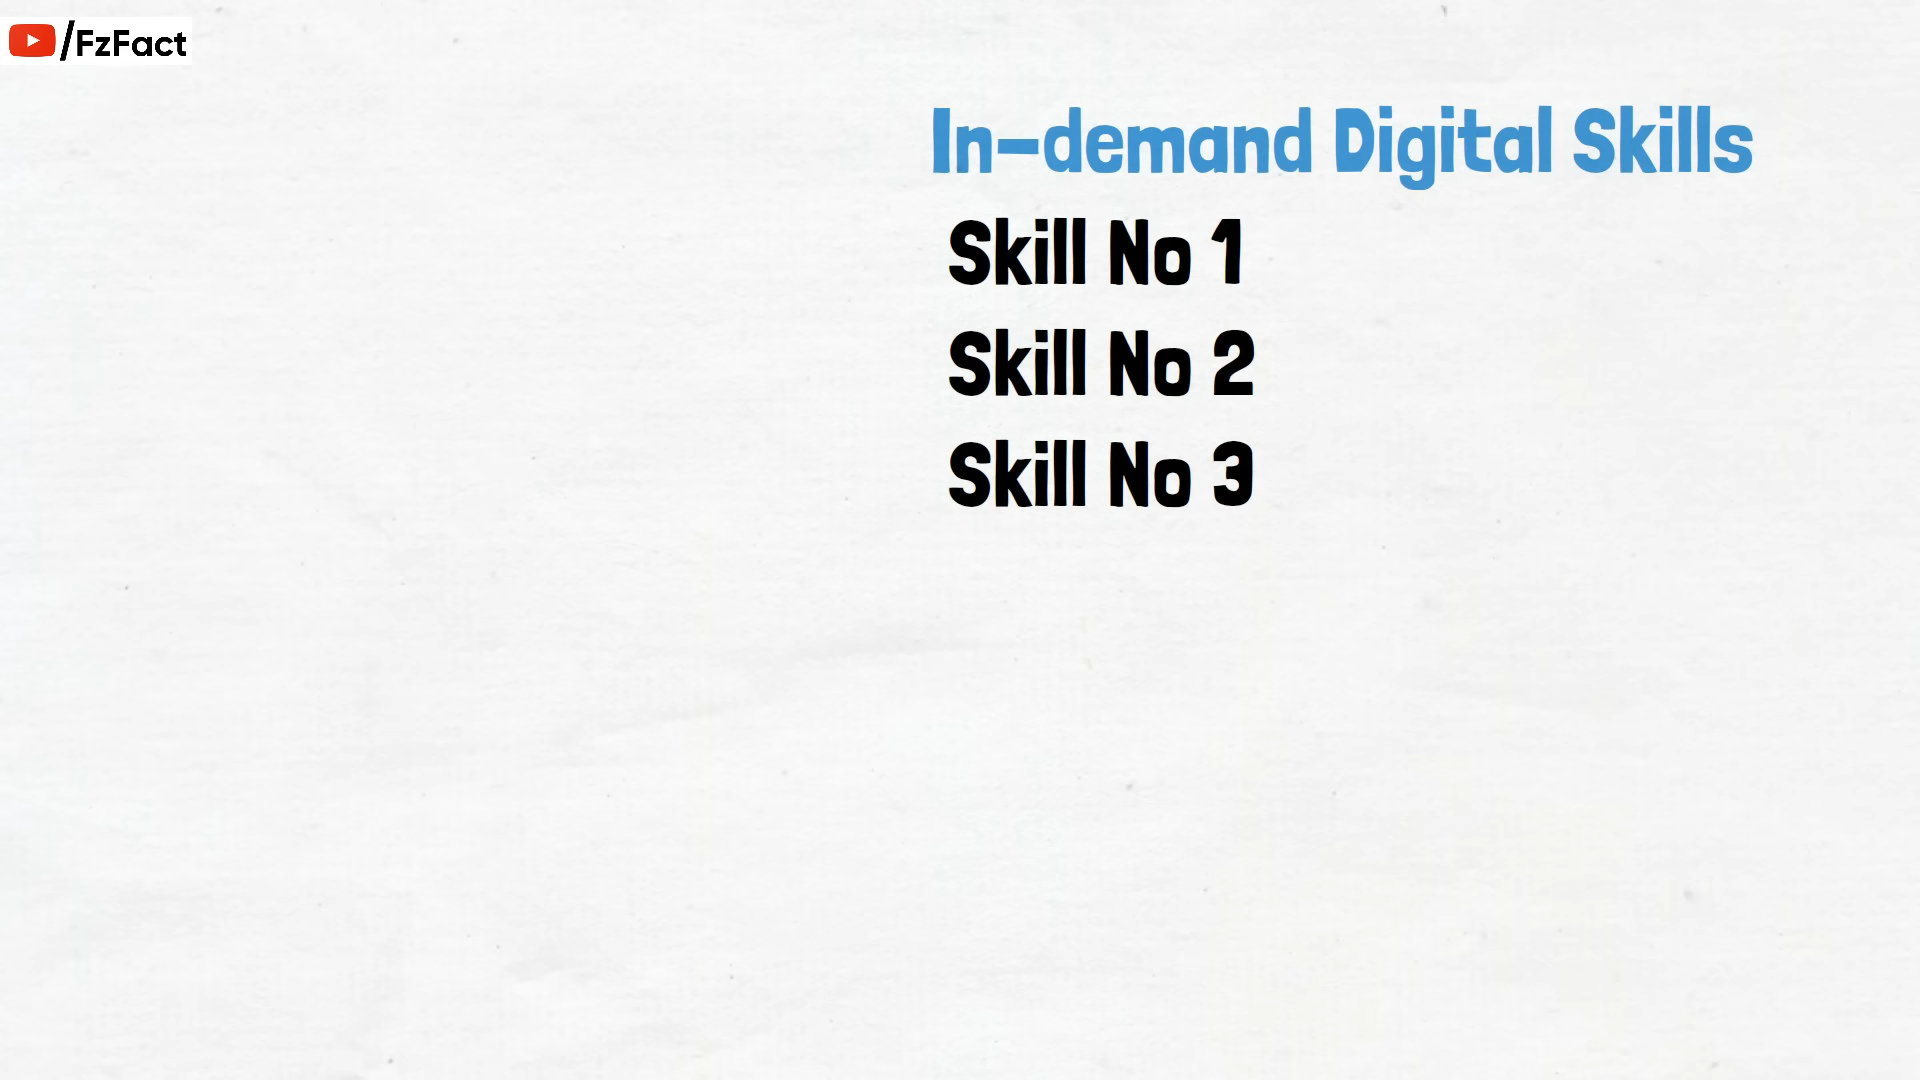 /FzFact
In-demand Digital Skills
Skill No 1
Skill No 2
Skill No 3